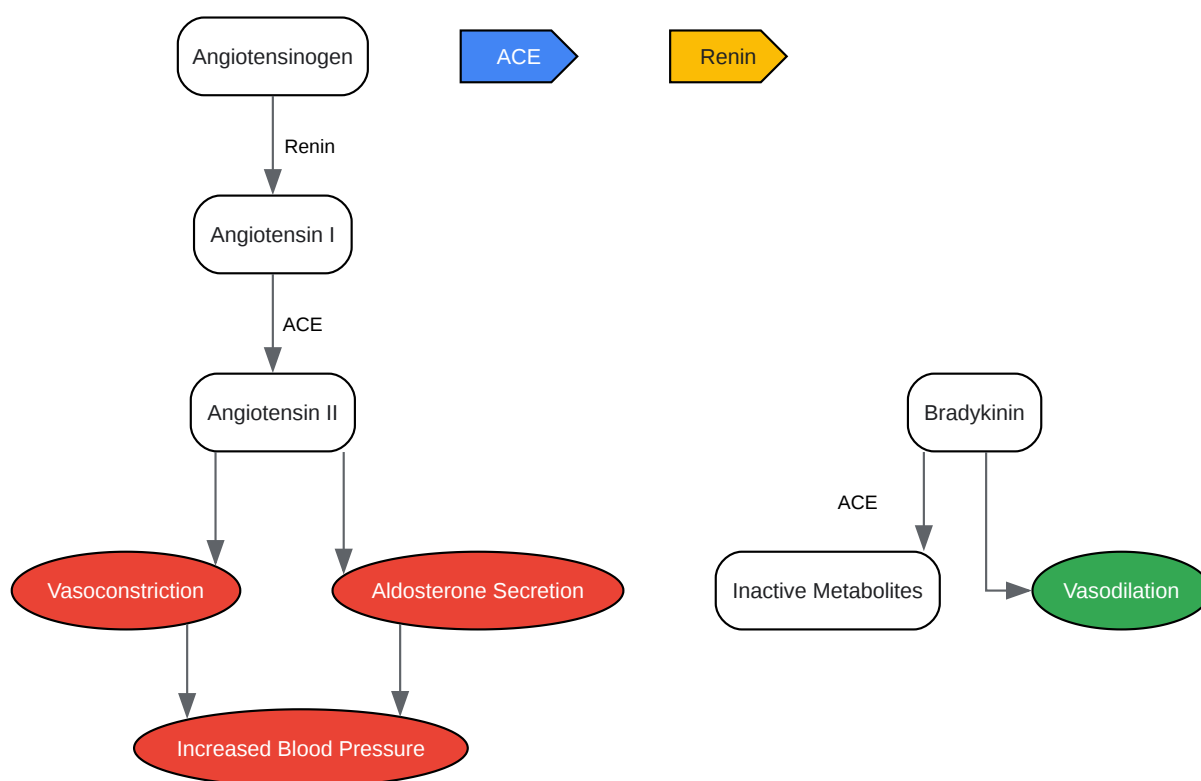 Angiotensinogen
ACE
Renin
Renin
Angiotensin I
ACE
Angiotensin II
Bradykinin
ACE
Vasoconstriction
Aldosterone Secretion
Inactive Metabolites
Vasodilation
Increased Blood Pressure